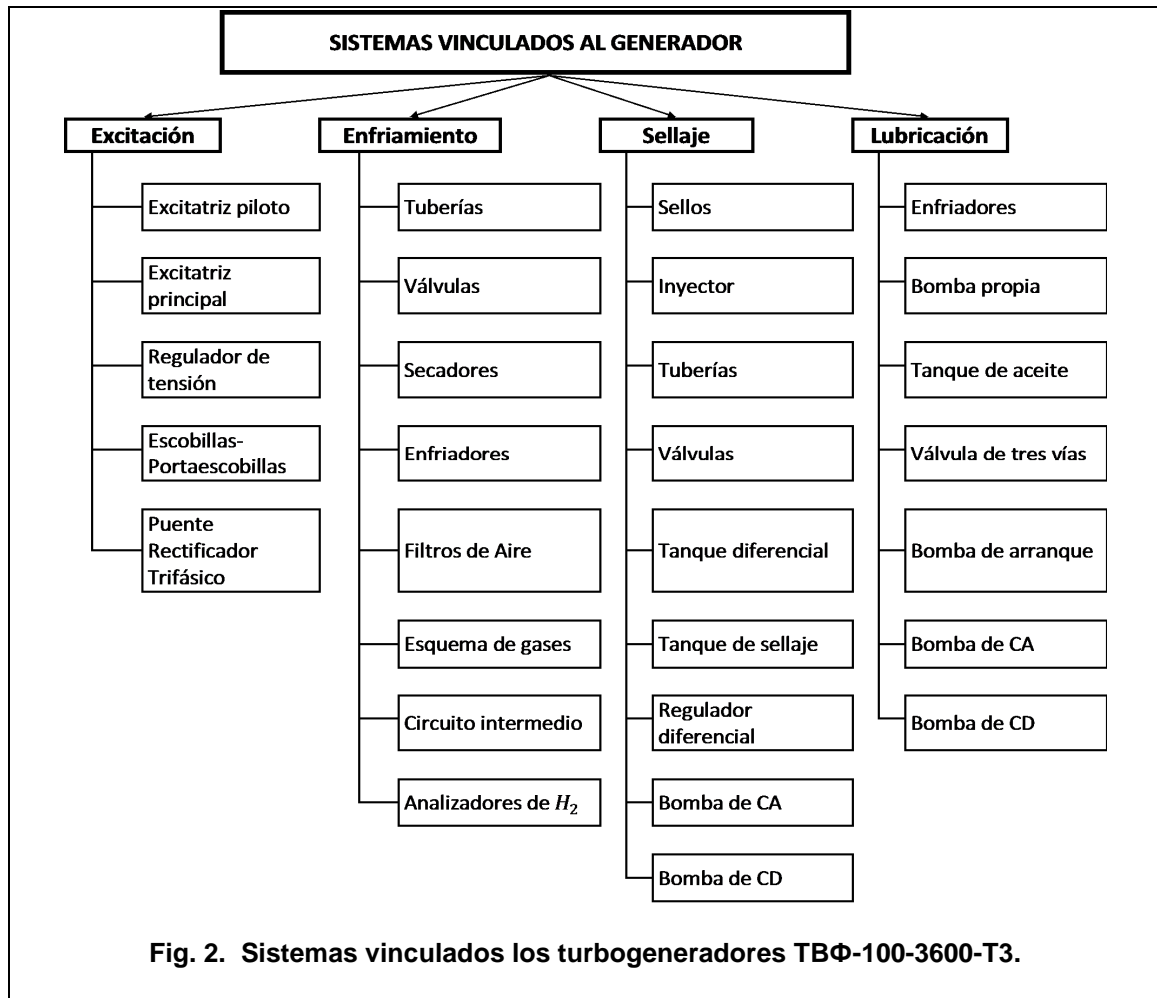 SISTEMAS VINCULADOS AL GENERADOR
Excitación
Excitatriz piloto
Excitatriz
principal
Regulador de
tensión
Escobillas-
Portaescobillas
Puente
Rectificador
Trifásico
Enfriamiento
Tuberías
Válvulas
Secadores
Enfriadores
Filtros de Aire
Esquema de gases
Circuito intermedio
Analizadores de H₂
Sellaje
Sellos
Inyector
Tuberías
Válvulas
Tanque diferencial
Tanque de sellaje
Regulador
diferencial
Bomba de CA
Bomba de CD
Lubricación
Enfriadores
Bomba propia
Tanque de aceite
Válvula de tres vías
Bomba de arranque
Bomba de CA
Bomba de CD
Fig. 2. Sistemas vinculados los turbogeneradores TBΦ-100-3600-T3.